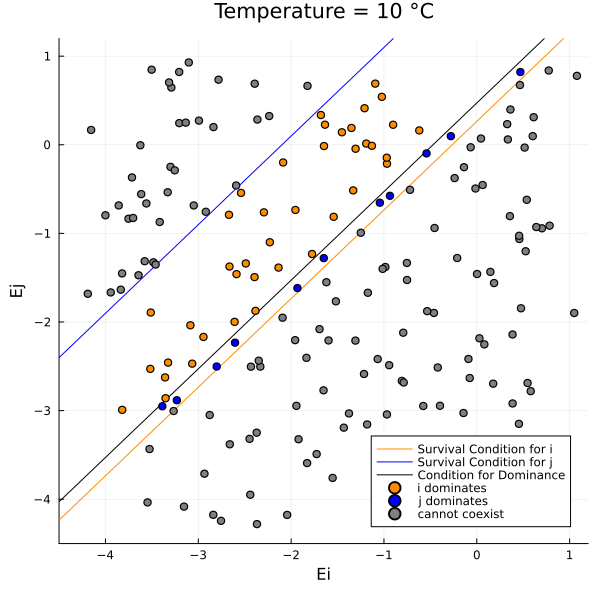 Temperature = 10 °C
1
0
−1
−2
−3
−4
Ej
Survival Condition for i
Survival Condition for j
Condition for Dominance
i dominates
j dominates
cannot coexist
−4 −3 −2 −1 0 1
Ei